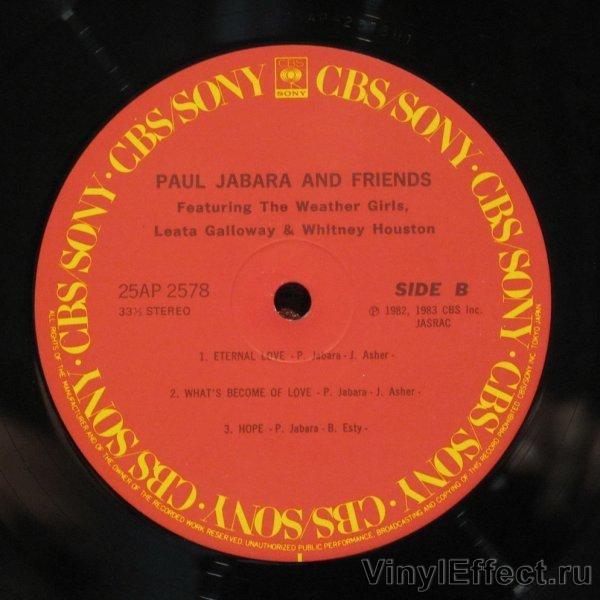 CBS/SONY · CBS/SONY · CBS/SONY · CBS/SONY · CBS/SONY · CBS/SONY · CBS/SONY · CBS/SONY
CBS
SONY
PAUL JABARA AND FRIENDS
Featuring The Weather Girls,
Leata Galloway & Whitney Houston
25AP 2578
33⅓ STEREO
SIDE B
Ⓟ 1982, 1983 CBS Inc.
JASRAC
1. ETERNAL LOVE - P. Jabara - J. Asher -
2. WHAT'S BECOME OF LOVE - P. Jabara - J. Asher -
3. HOPE - P. Jabara - B. Esty -
ALL RIGHTS OF THE MANUFACTURER AND OF THE OWNER OF THE RECORDED WORK RESERVED. UNAUTHORIZED PUBLIC PERFORMANCE, BROADCASTING AND COPYING OF THIS RECORD PROHIBITED. CBS/SONY INC. TOKYO JAPAN.
VinylEffect.ru